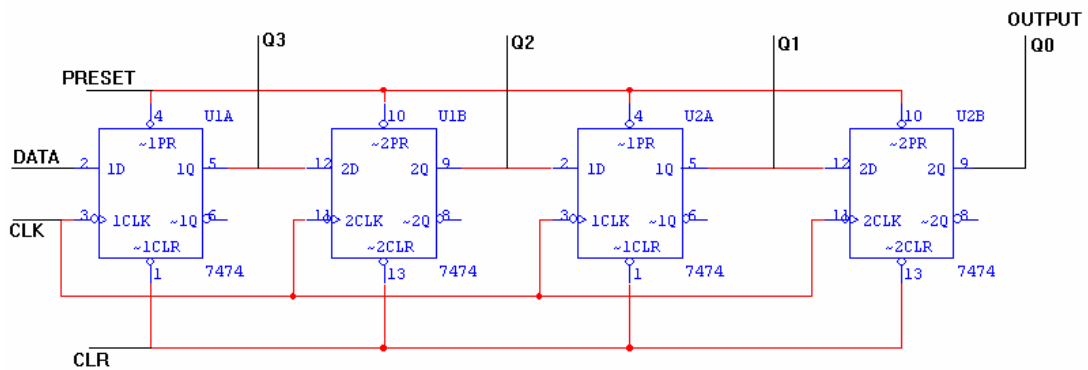 OUTPUT
Q3
Q2
Q1
Q0
PRESET
4 U1A
10 U1B
4 U2A
10 U2B
~1PR
~2PR
~1PR
~2PR
DATA
2 1D 1Q 5
12 2D 2Q 9
2 1D 1Q 5
12 2D 2Q 9
CLK
3 1CLK ~1Q 6
11 2CLK ~2Q 8
3 1CLK ~1Q 6
11 2CLK ~2Q 8
~1CLR
~2CLR
~1CLR
~2CLR
1 7474
13 7474
1 7474
13 7474
CLR